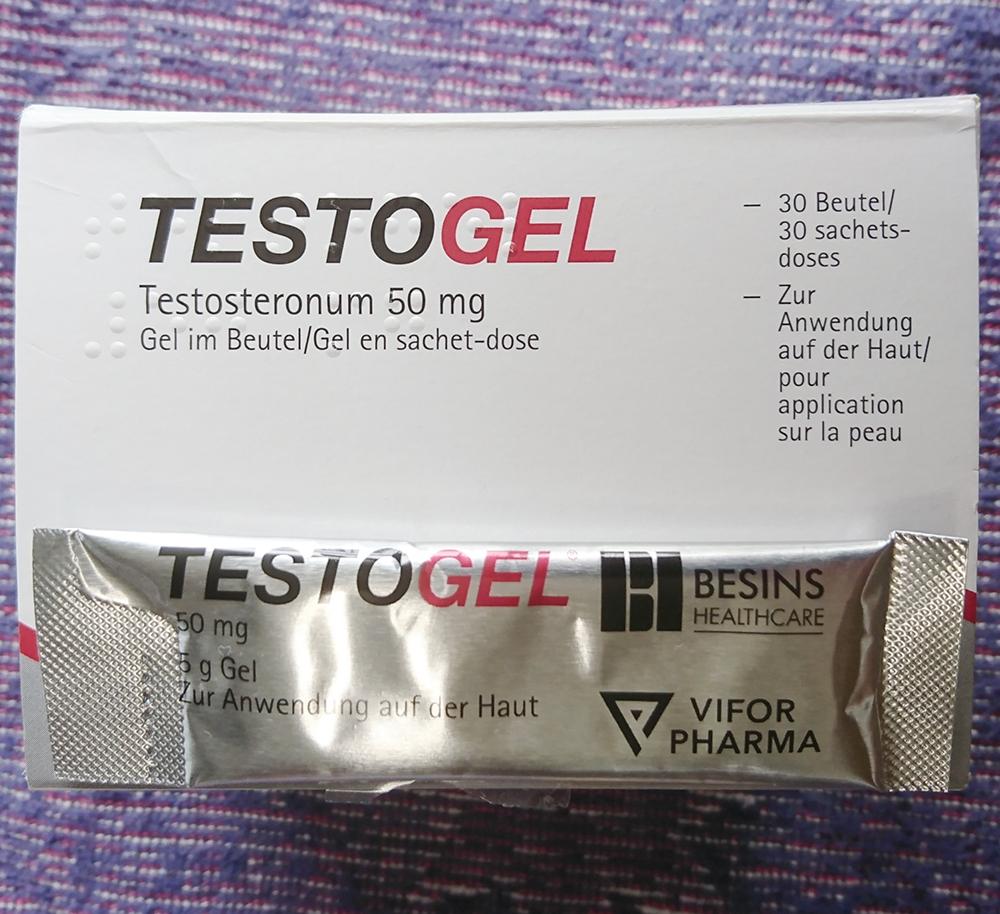 TESTOGEL
Testosteronum 50 mg
Gel im Beutel/Gel en sachet-dose
– 30 Beutel/
30 sachets-
doses
– Zur
Anwendung
auf der Haut/
pour
application
sur la peau
TESTOGEL®
50 mg
5 g Gel
Zur Anwendung auf der Haut
BESINS
HEALTHCARE
VIFOR
PHARMA